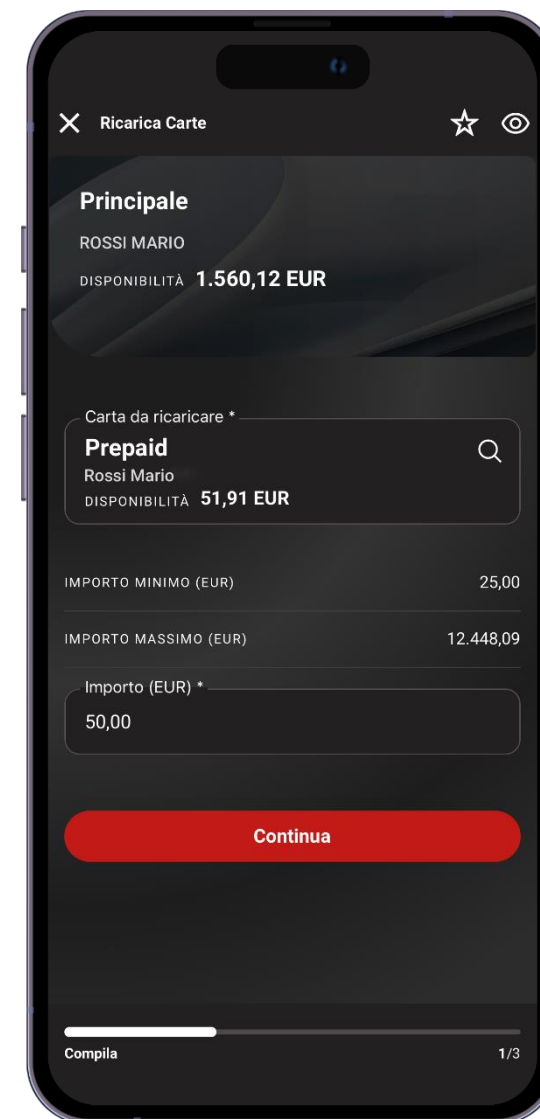 Ricarica Carte
Principale
ROSSI MARIO
DISPONIBILITÀ 1.560,12 EUR
Carta da ricaricare *
Prepaid
Rossi Mario
DISPONIBILITÀ 51,91 EUR
IMPORTO MINIMO (EUR) 25,00
IMPORTO MASSIMO (EUR) 12.448,09
Importo (EUR) *
50,00
Continua
Compila 1/3